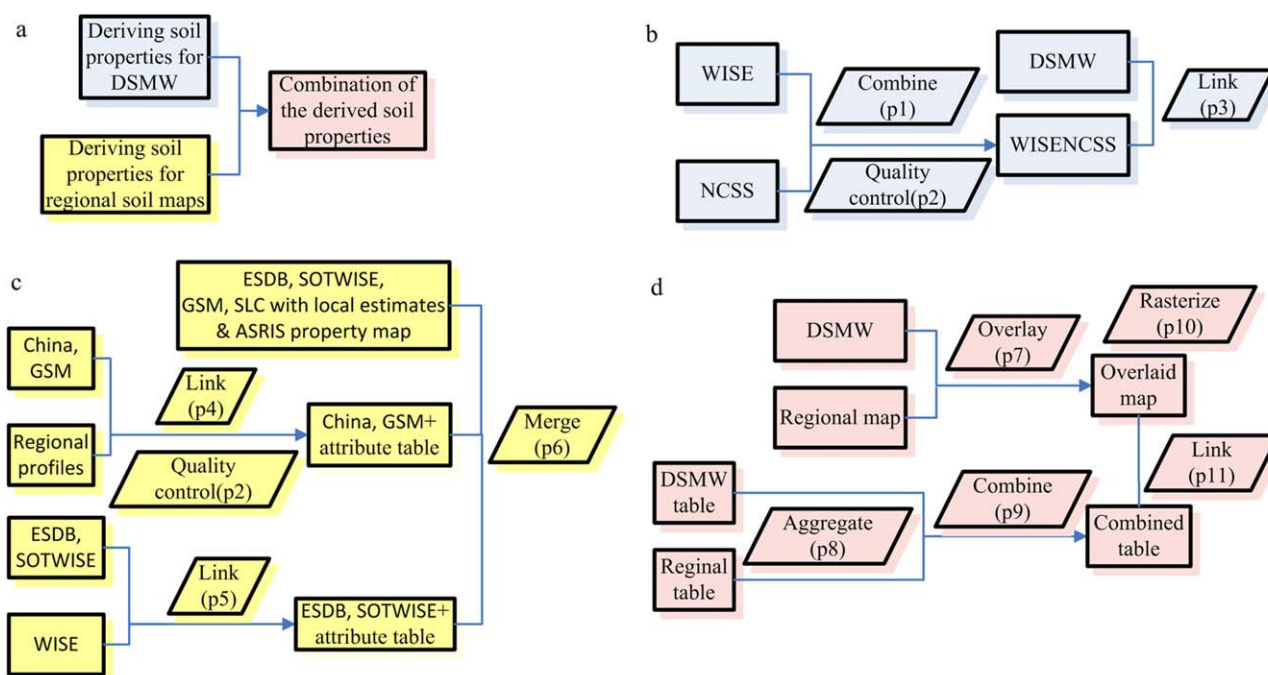 a
Deriving soil
properties for
DSMW
Deriving soil
properties for
regional soil maps
Combination
of the derived soil
properties
b
WISE
NCSS
Combine
(p1)
Quality
control(p2)
DSMW
WISENCSS
Link
(p3)
c
ESDB, SOTWISE,
GSM, SLC with local estimates
& ASRIS property map
China,
GSM
Regional
profiles
Link
(p4)
Quality
control(p2)
China, GSM+
attribute table
Merge
(p6)
ESDB,
SOTWISE
WISE
Link
(p5)
ESDB, SOTWISE+
attribute table
d
DSMW
Regional map
Overlay
(p7)
Rasterize
(p10)
Overlaid
map
Link
(p11)
DSMW
table
Reginal
table
Aggregate
(p8)
Combine
(p9)
Combined
table